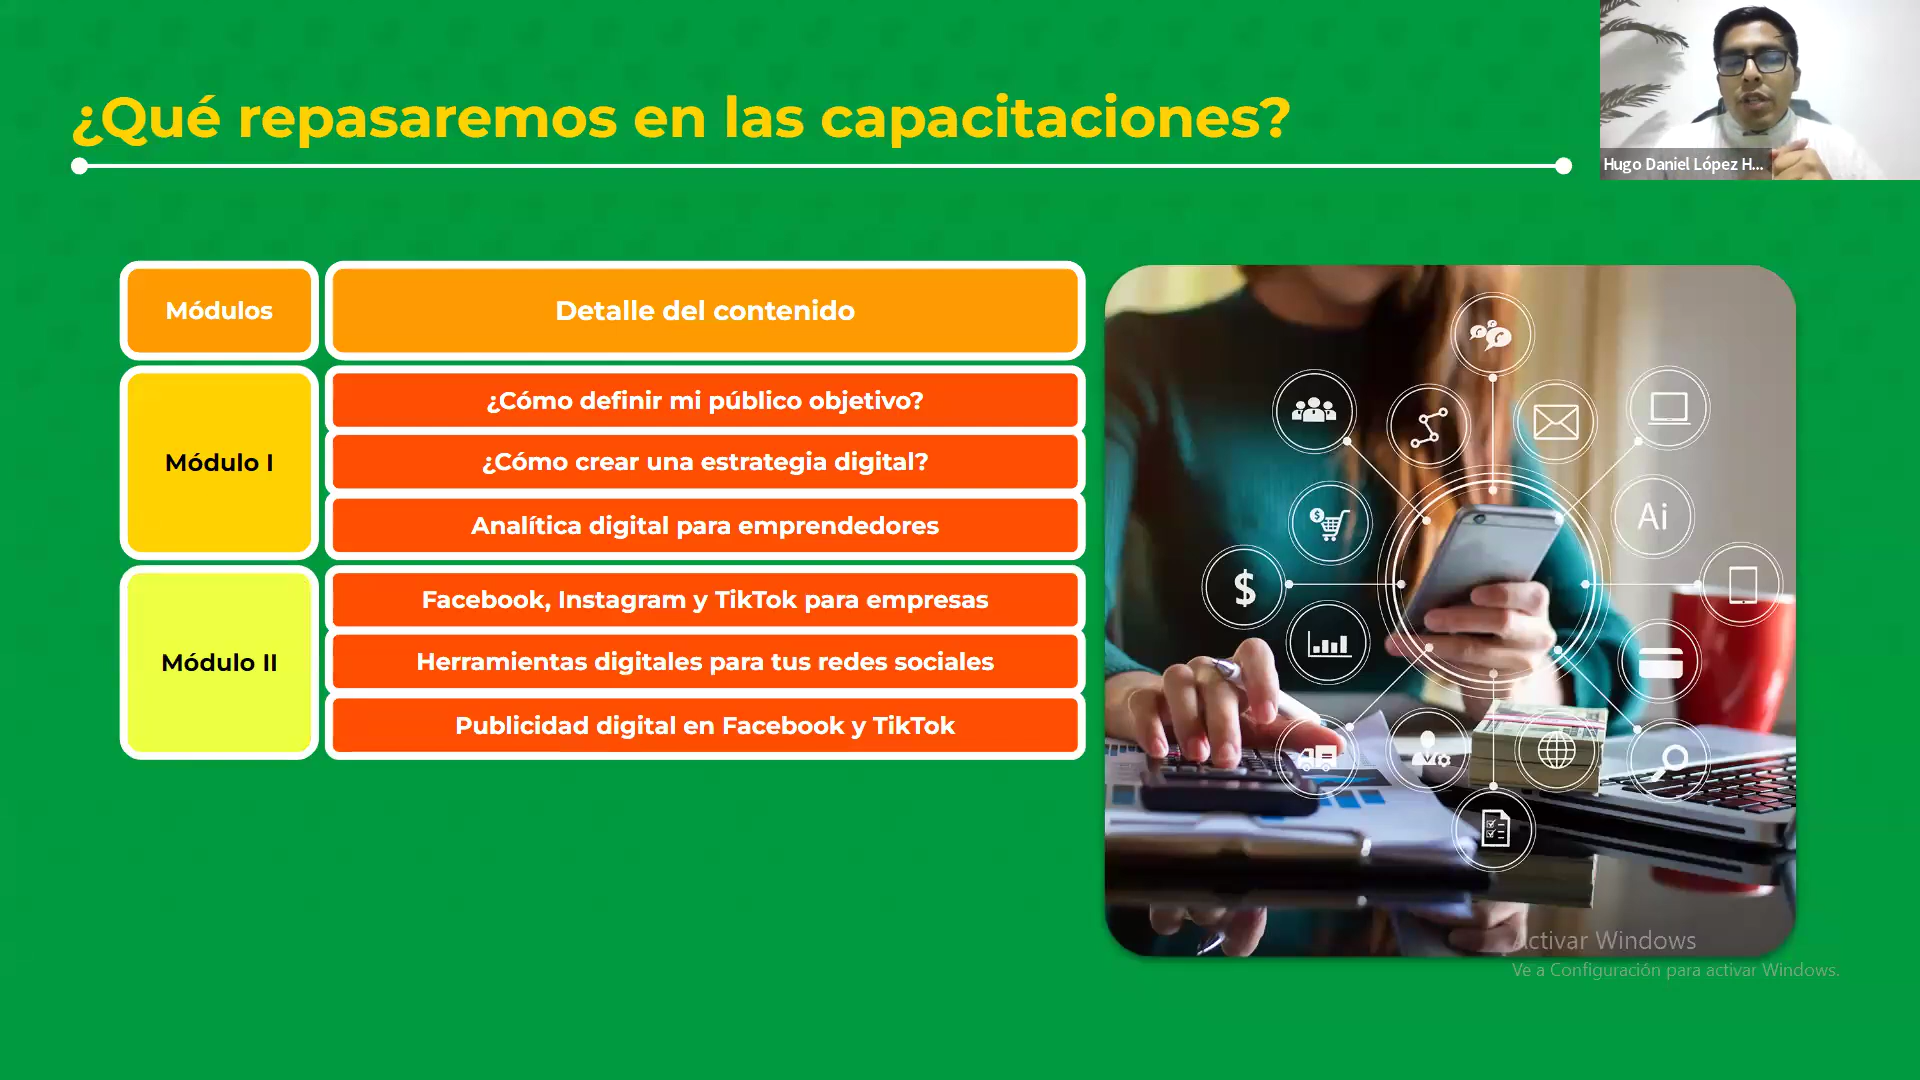 ¿Qué repasaremos en las capacitaciones?
Hugo Daniel López H...
Módulos
Detalle del contenido
Módulo I
¿Cómo definir mi público objetivo?
¿Cómo crear una estrategia digital?
Analítica digital para emprendedores
Módulo II
Facebook, Instagram y TikTok para empresas
Herramientas digitales para tus redes sociales
Publicidad digital en Facebook y TikTok
$
$
Ai
Activar Windows
Ve a Configuración para activar Windows.